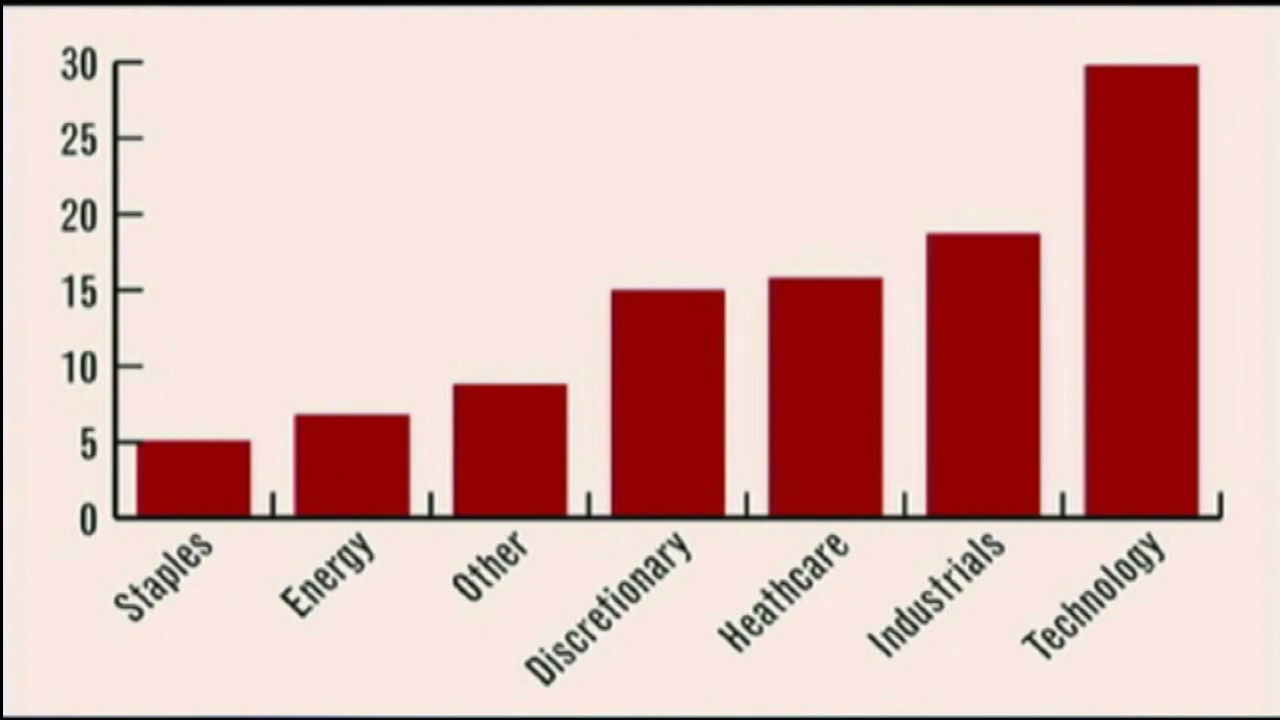 30
25
20
15
10
5
0
Staples
Energy
Other
Discretionary
Heathcare
Industrials
Technology